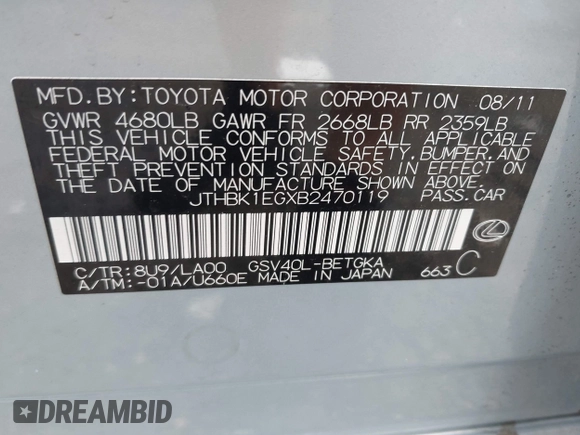 MFD.BY:TOYOTA MOTOR CORPORATION 08/11
GVWR 4680LB GAWR FR 2668LB RR 2359LB
THIS VEHICLE CONFORMS TO ALL APPLICABLE
FEDERAL MOTOR VEHICLE SAFETY,BUMPER,AND
THEFT PREVENTION STANDARDS IN EFFECT ON
THE DATE OF MANUFACTURE SHOWN ABOVE.
JTHBK1EGXB2470119 PASS.CAR
C/TR:8U9/LA00 GSV40L-BETGKA
A/TM:-01A/U660E MADE IN JAPAN 663 C
DREAMBID